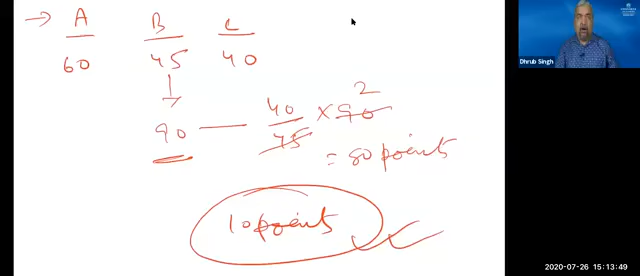 → A B C
60 45 40
2
90 — 40/45 × 90
= 80 points
10 points
Dhrub Singh
2020-07-26 15:13:49